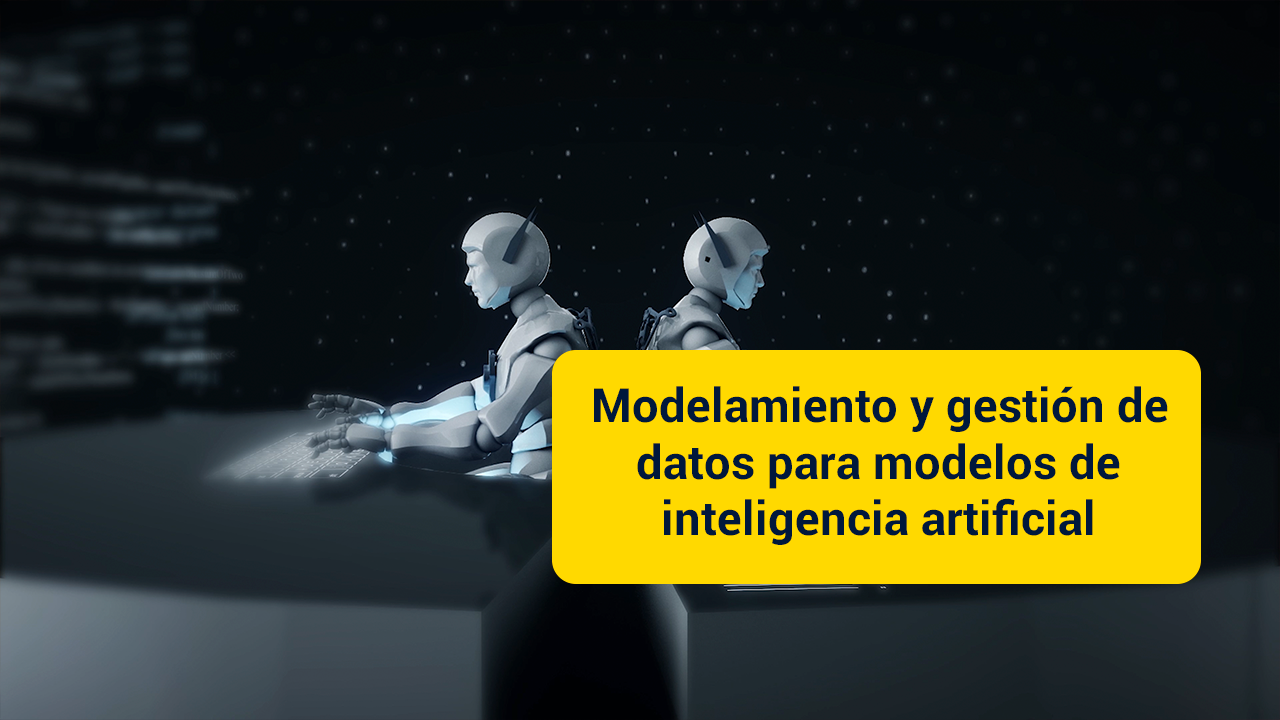 Modelamiento y gestión de
datos para modelos de
inteligencia artificial